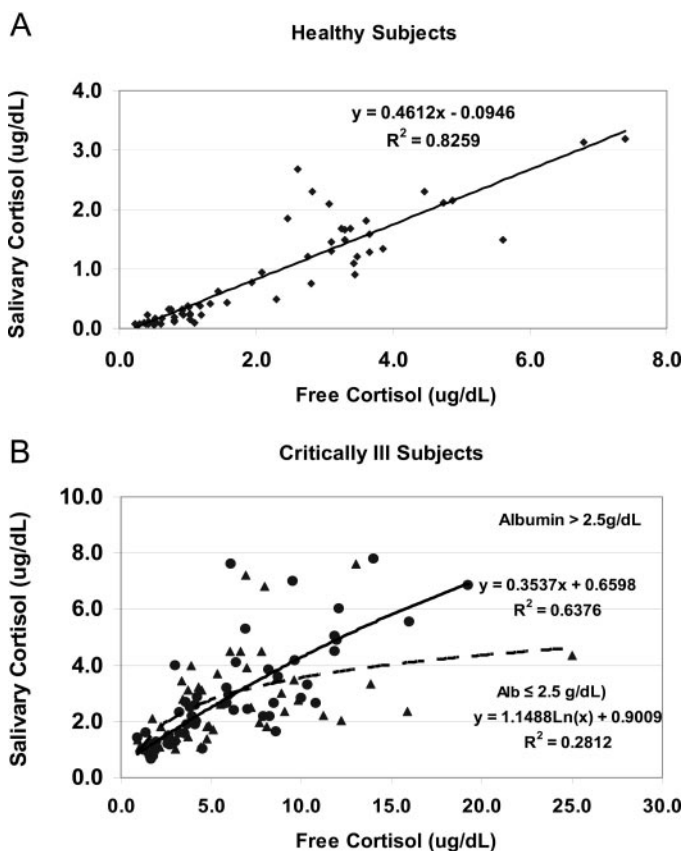 A
Healthy Subjects
Salivary Cortisol (ug/dL)
4.0
3.0
2.0
1.0
0.0
y = 0.4612x - 0.0946
R² = 0.8259
0.0 2.0 4.0 6.0 8.0
Free Cortisol (ug/dL)
B
Critically Ill Subjects
Salivary Cortisol (ug/dL)
10.0
8.0
6.0
4.0
2.0
0.0
Albumin > 2.5g/dL
y = 0.3537x + 0.6598
R² = 0.6376
Alb ≤ 2.5 g/dL)
y = 1.1488Ln(x) + 0.9009
R² = 0.2812
0.0 5.0 10.0 15.0 20.0 25.0 30.0
Free Cortisol (ug/dL)